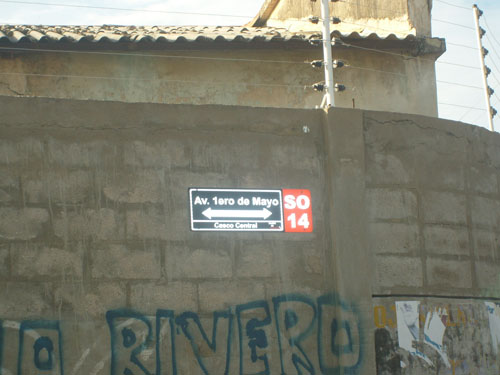 Av. 1ero de Mayo
Casco Central
SO
14
RIVERO